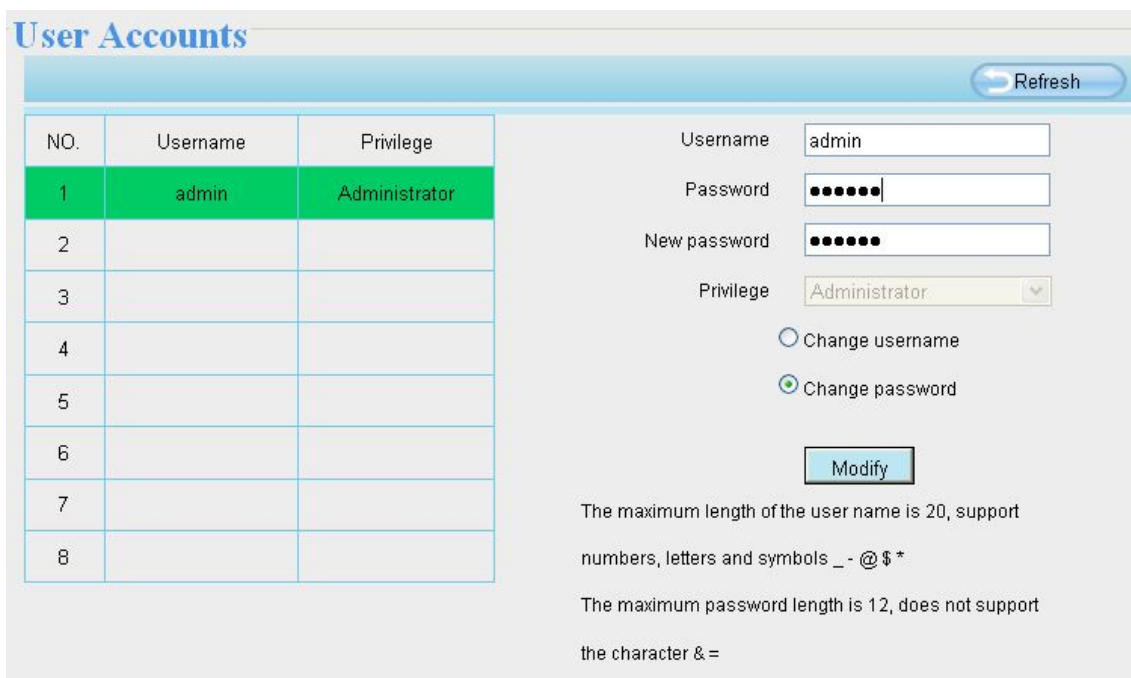 User Accounts
Refresh
NO. Username Privilege
1 admin Administrator
2
3
4
5
6
7
8
Username admin
Password ●●●●●●
New password ●●●●●●
Privilege Administrator
Change username
Change password
Modify
The maximum length of the user name is 20, support
numbers, letters and symbols _ - @ $ *
The maximum password length is 12, does not support
the character & =